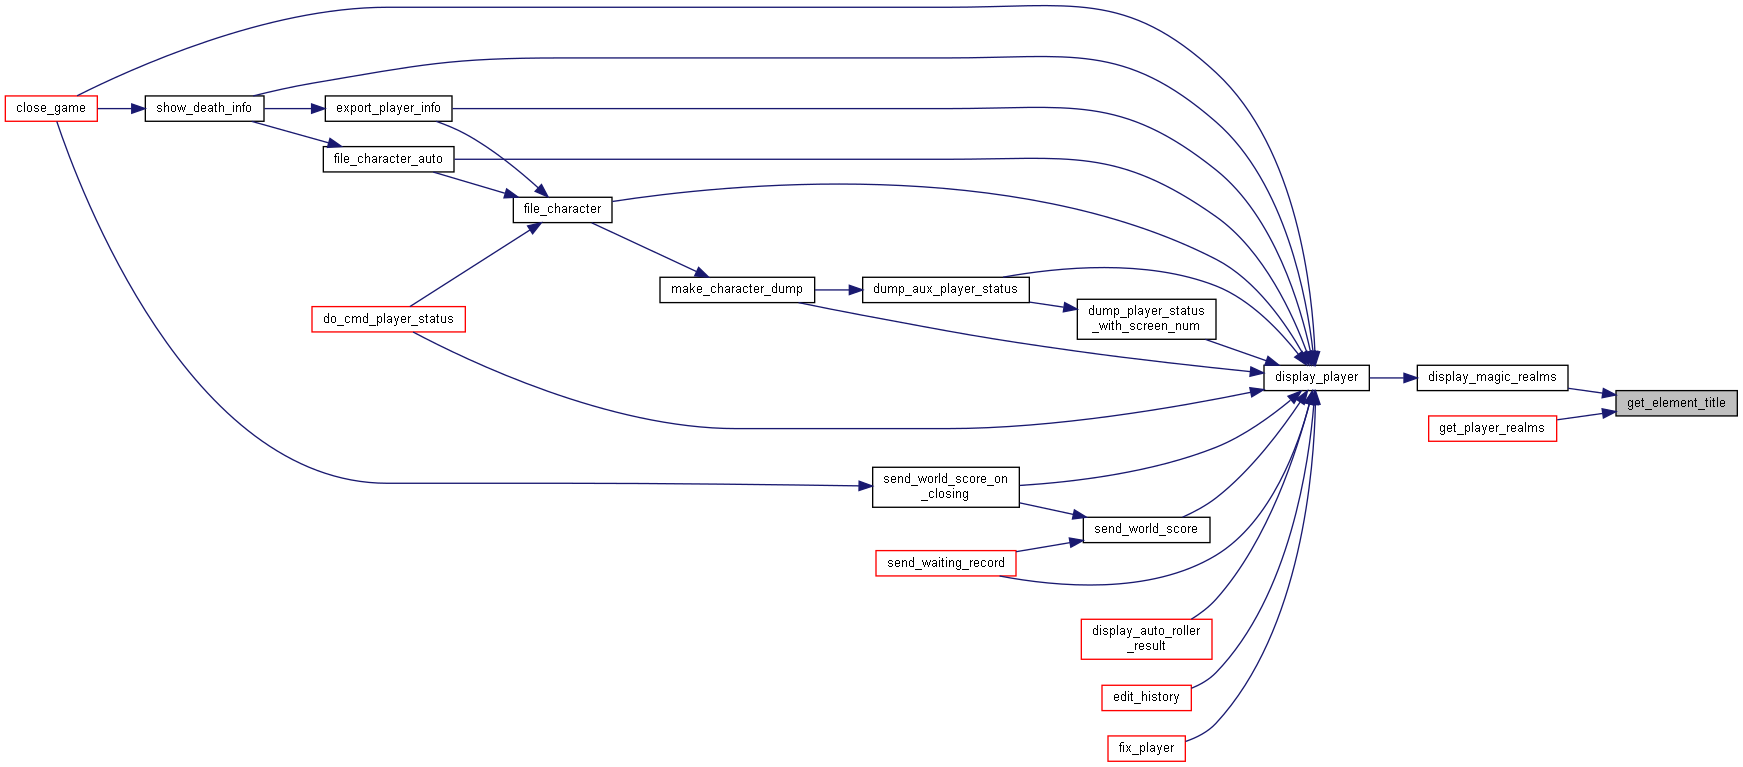 close_game
show_death_info
export_player_info
file_character_auto
file_character
make_character_dump
dump_aux_player_status
dump_player_status
_with_screen_num
do_cmd_player_status
display_player
display_magic_realms
get_element_title
get_player_realms
send_world_score_on
_closing
send_world_score
send_waiting_record
display_auto_roller
_result
edit_history
fix_player